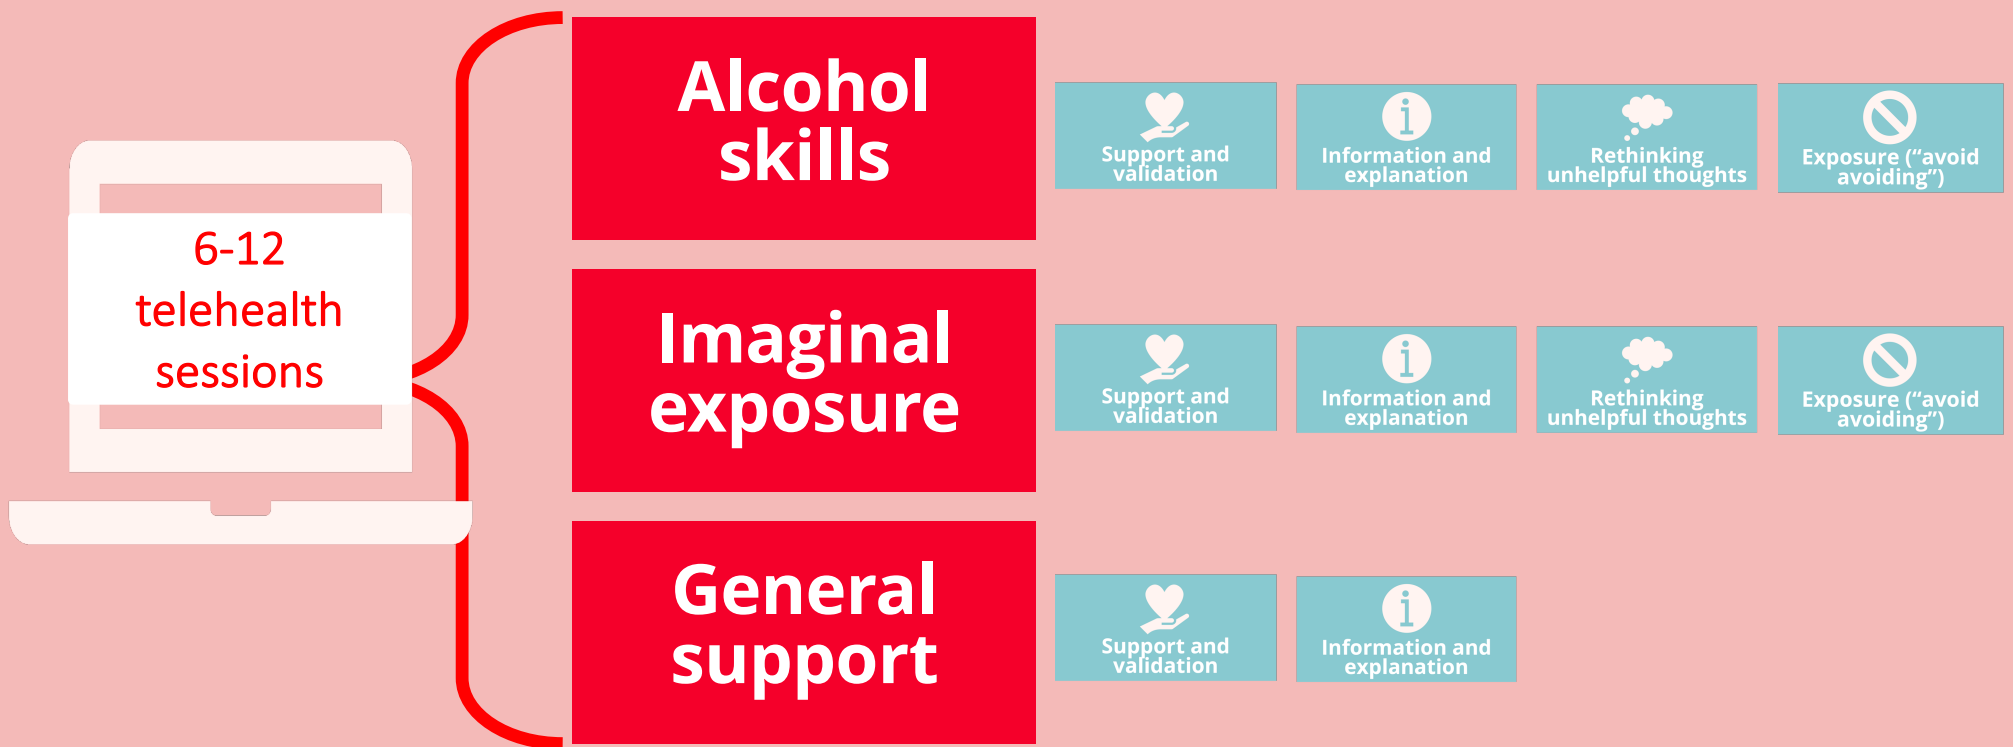 6-12
telehealth
sessions
Alcohol
skills
Support and
validation
Information and
explanation
Rethinking
unhelpful thoughts
Exposure (“avoid
avoiding”)
Imaginal
exposure
Support and
validation
Information and
explanation
Rethinking
unhelpful thoughts
Exposure (“avoid
avoiding”)
General
support
Support and
validation
Information and
explanation